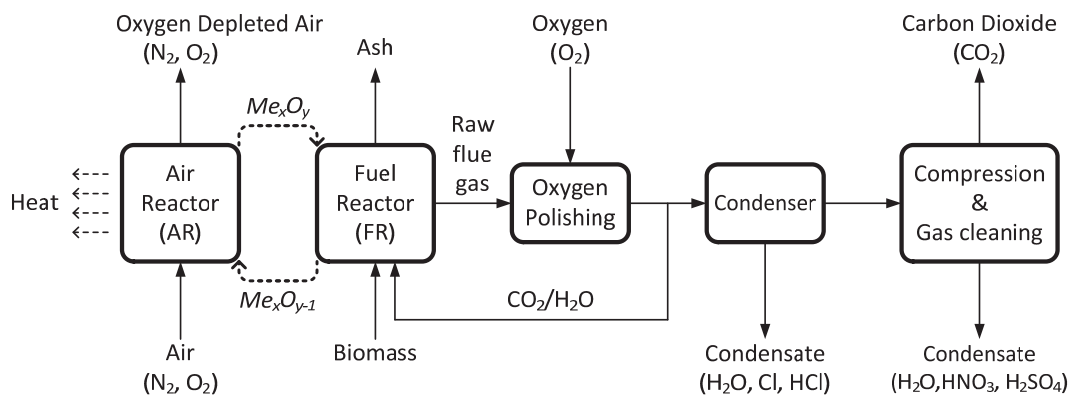 Oxygen Depleted Air
(N₂, O₂)
Ash
Oxygen
(O₂)
Carbon Dioxide
(CO₂)
MeₓOᵧ
Raw
flue
gas
Heat
Air
Reactor
(AR)
Fuel
Reactor
(FR)
Oxygen
Polishing
Condenser
Compression
&
Gas cleaning
MeₓOᵧ₋₁
CO₂/H₂O
Air
(N₂, O₂)
Biomass
Condensate
(H₂O, Cl, HCl)
Condensate
(H₂O,HNO₃, H₂SO₄)